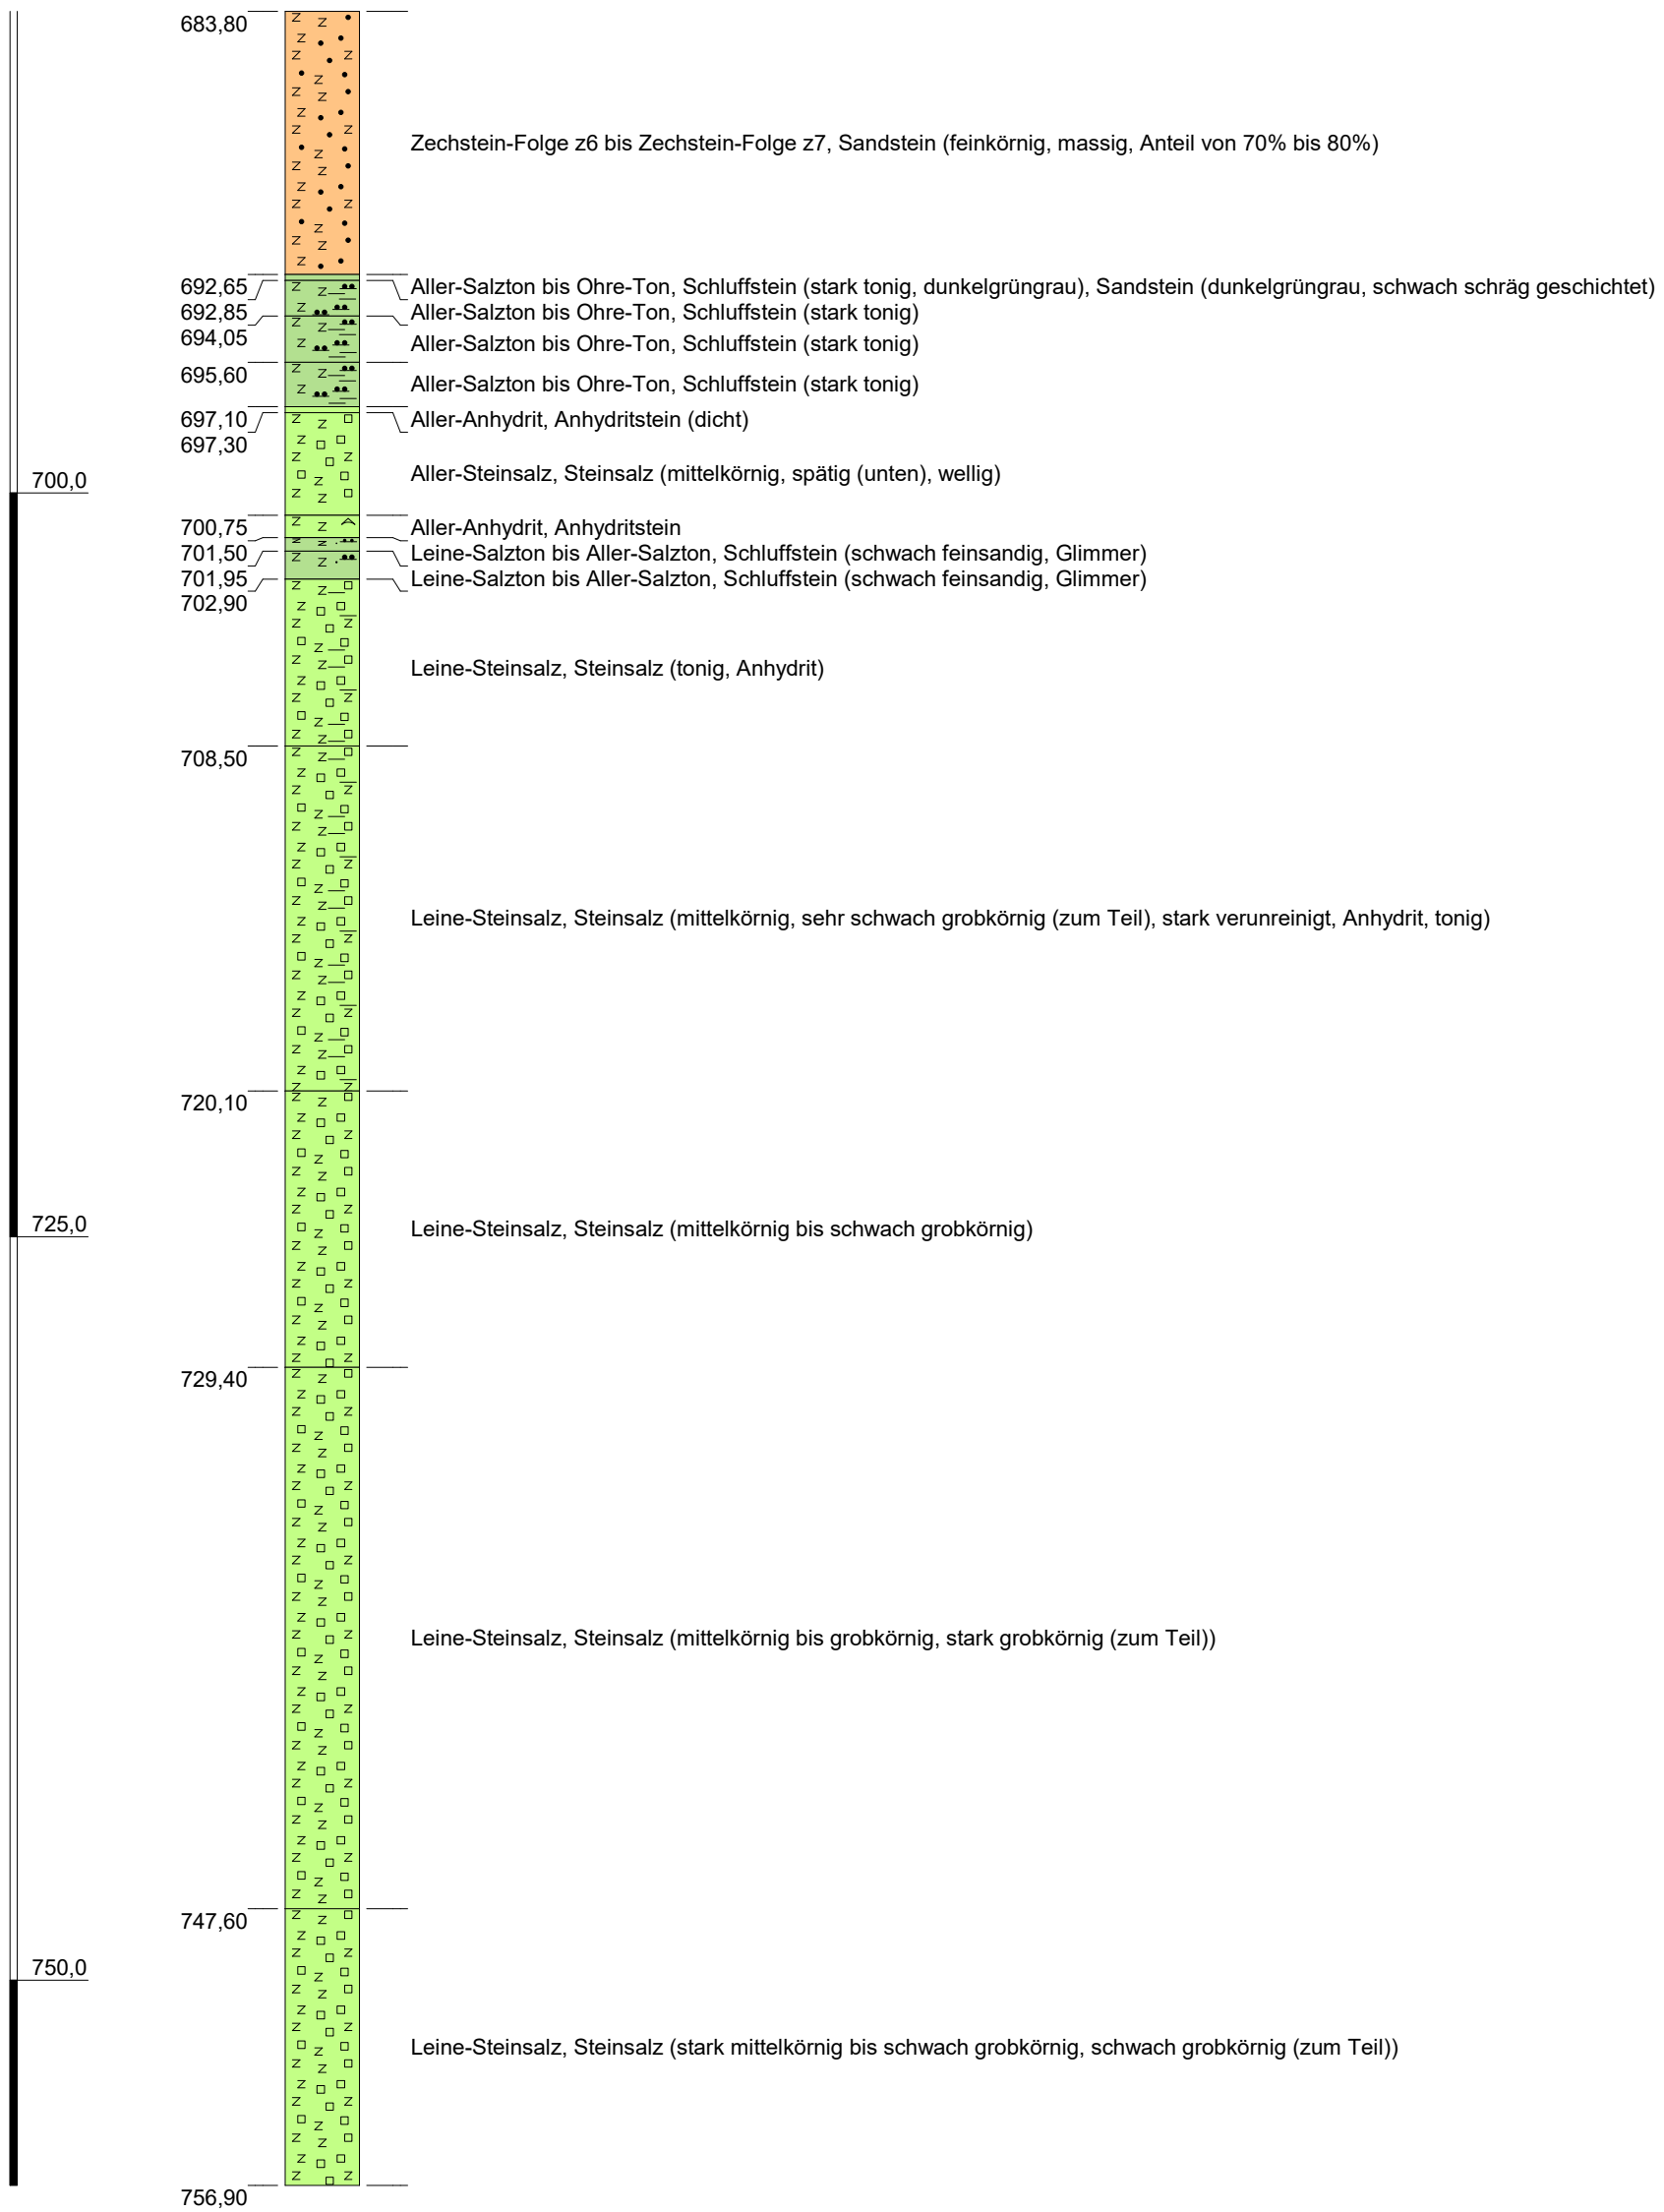 683,80
Zechstein-Folge z6 bis Zechstein-Folge z7, Sandstein (feinkörnig, massig, Anteil von 70% bis 80%)
692,65
Aller-Salzton bis Ohre-Ton, Schluffstein (stark tonig, dunkelgrüngrau), Sandstein (dunkelgrüngrau, schwach schräg geschichtet)
692,85
Aller-Salzton bis Ohre-Ton, Schluffstein (stark tonig)
694,05
Aller-Salzton bis Ohre-Ton, Schluffstein (stark tonig)
695,60
Aller-Salzton bis Ohre-Ton, Schluffstein (stark tonig)
697,10
Aller-Anhydrit, Anhydritstein (dicht)
697,30
Aller-Steinsalz, Steinsalz (mittelkörnig, spätig (unten), wellig)
700,0
700,75
Aller-Anhydrit, Anhydritstein
701,50
Leine-Salzton bis Aller-Salzton, Schluffstein (schwach feinsandig, Glimmer)
701,95
Leine-Salzton bis Aller-Salzton, Schluffstein (schwach feinsandig, Glimmer)
702,90
Leine-Steinsalz, Steinsalz (tonig, Anhydrit)
708,50
Leine-Steinsalz, Steinsalz (mittelkörnig, sehr schwach grobkörnig (zum Teil), stark verunreinigt, Anhydrit, tonig)
720,10
725,0
Leine-Steinsalz, Steinsalz (mittelkörnig bis schwach grobkörnig)
729,40
Leine-Steinsalz, Steinsalz (mittelkörnig bis grobkörnig, stark grobkörnig (zum Teil))
747,60
750,0
Leine-Steinsalz, Steinsalz (stark mittelkörnig bis schwach grobkörnig, schwach grobkörnig (zum Teil))
756,90